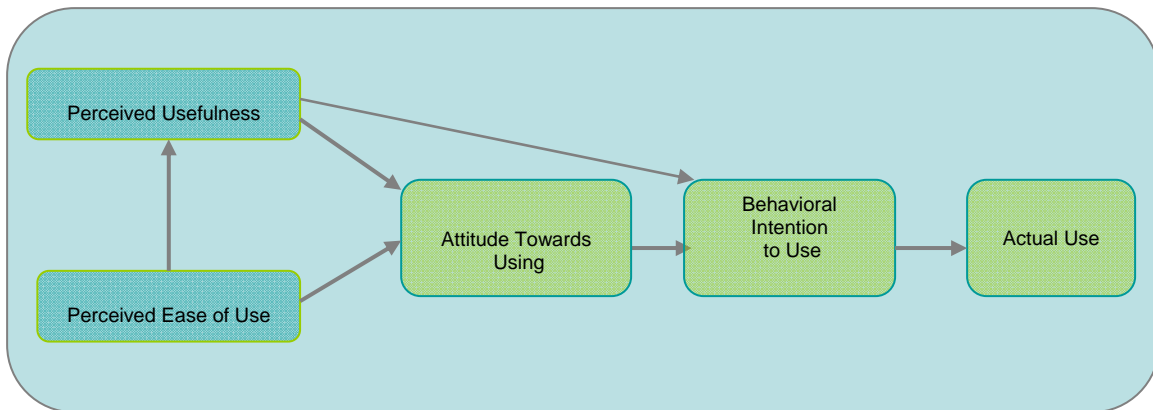 Perceived Usefulness
Perceived Ease of Use
Attitude Towards
Using
Behavioral
Intention
to Use
Actual Use